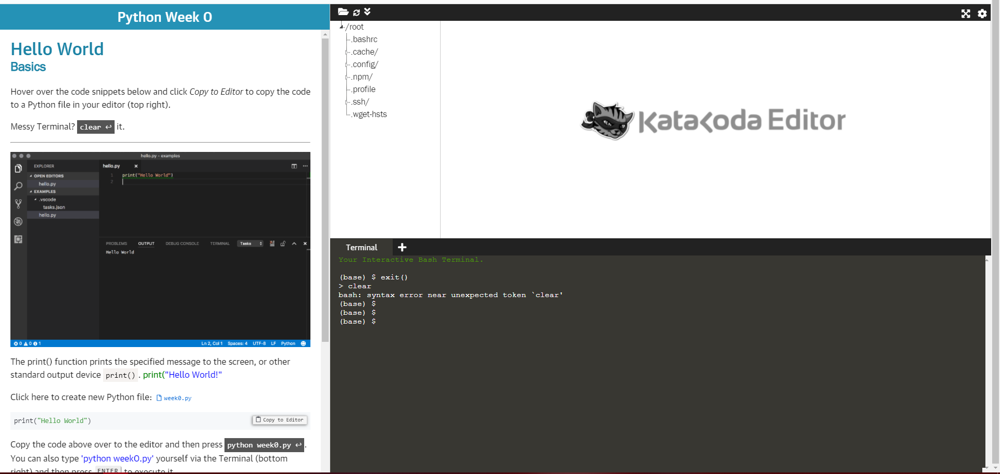 Python Week 0
Hello World
Basics
Hover over the code snippets below and click Copy to Editor to copy the code
to a Python file in your editor (top right).
Messy Terminal? clear ↩ it.
hello.py - examples
EXPLORER
OPEN EDITORS
hello.py
EXAMPLES
.vscode
tasks.json
hello.py
hello.py
1 print("Hello World")
2
PROBLEMS OUTPUT DEBUG CONSOLE TERMINAL Tasks
Hello World
0 0 1 Ln 2, Col 1 Spaces: 4 UTF-8 LF Python
The print() function prints the specified message to the screen, or other
standard output device print() . print("Hello World!"
Click here to create new Python file: week0.py
print("Hello World")
Copy to Editor
Copy the code above over to the editor and then press python week0.py ↩.
You can also type 'python week0.py' yourself via the Terminal (bottom
right) and then press ENTER to execute it.
/root
.bashrc
.cache/
.config/
.npm/
.profile
.ssh/
.wget-hsts
Katacoda Editor
Terminal
Your Interactive Bash Terminal.
(base) $ exit()
> clear
bash: syntax error near unexpected token `clear'
(base) $
(base) $
(base) $